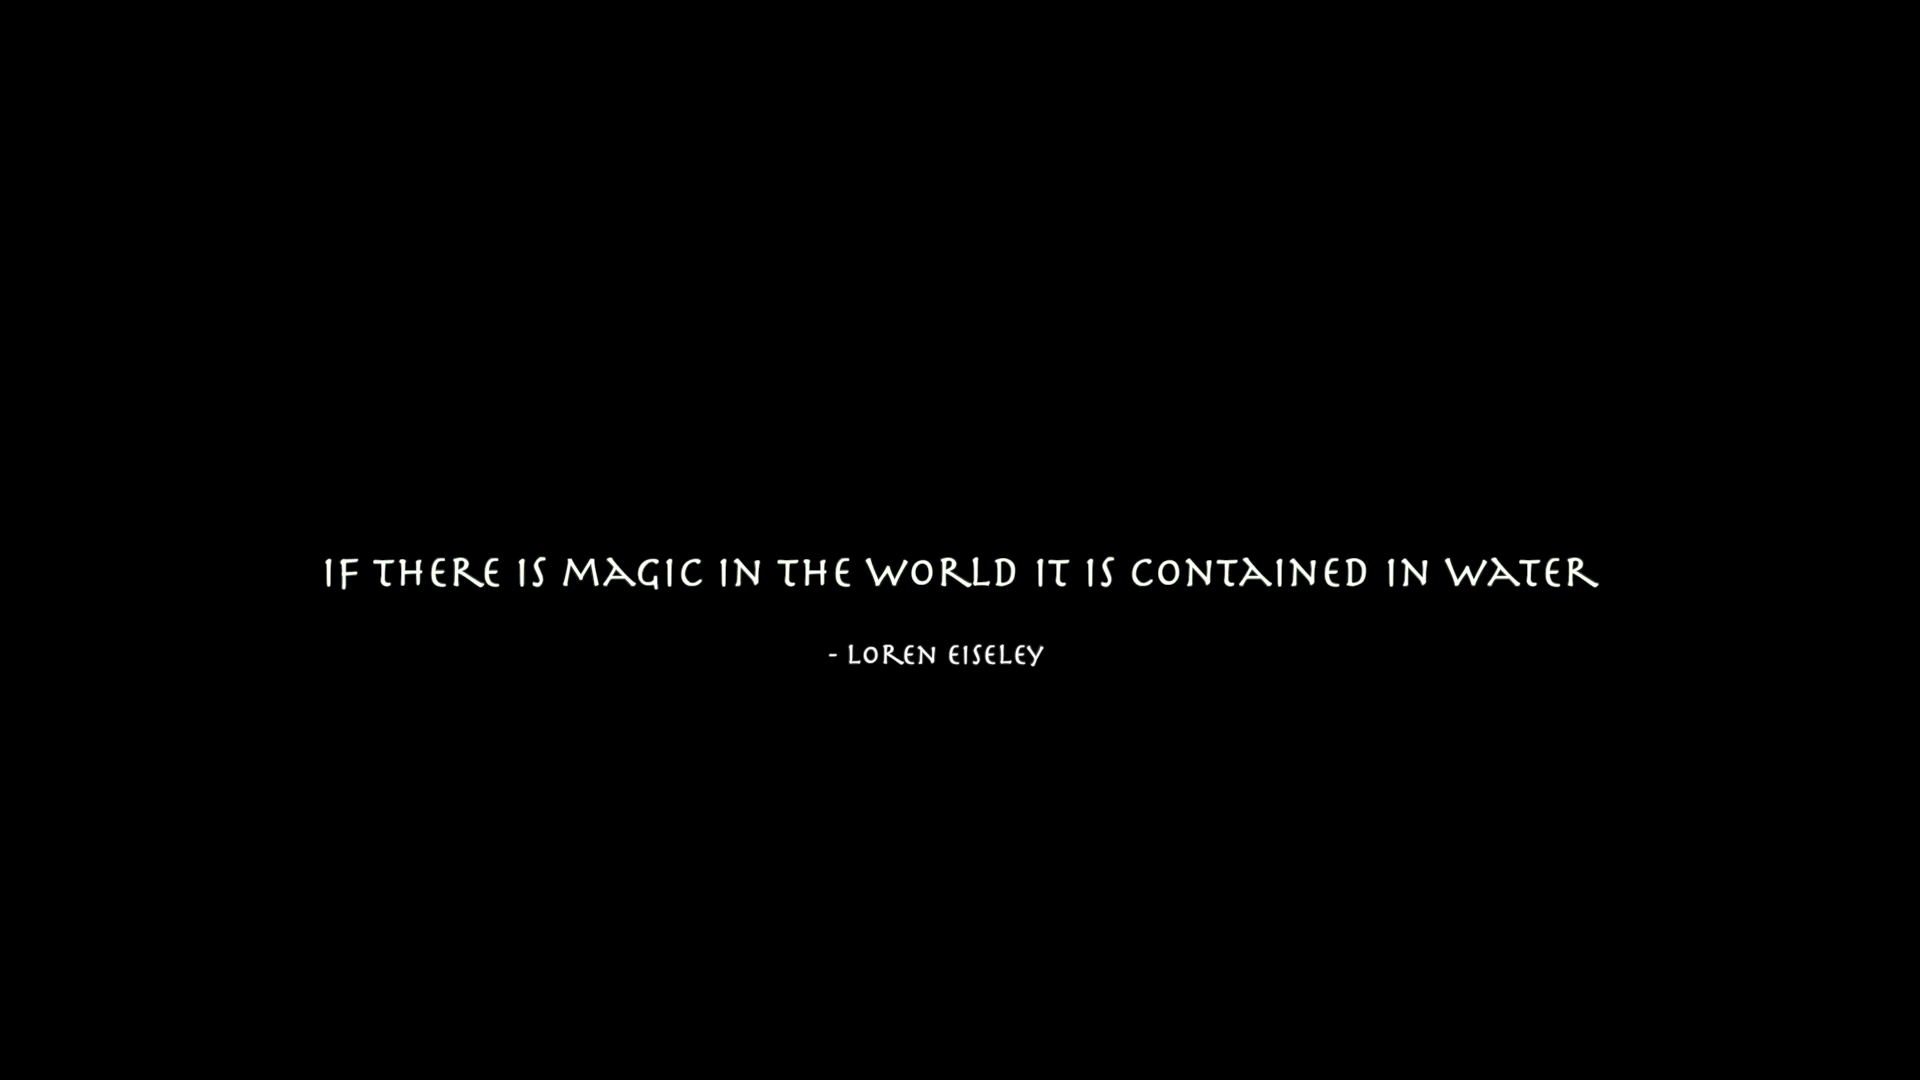 IF THERE IS MAGIC IN THE WORLD IT IS CONTAINED IN WATER
- LOREN EISELEY